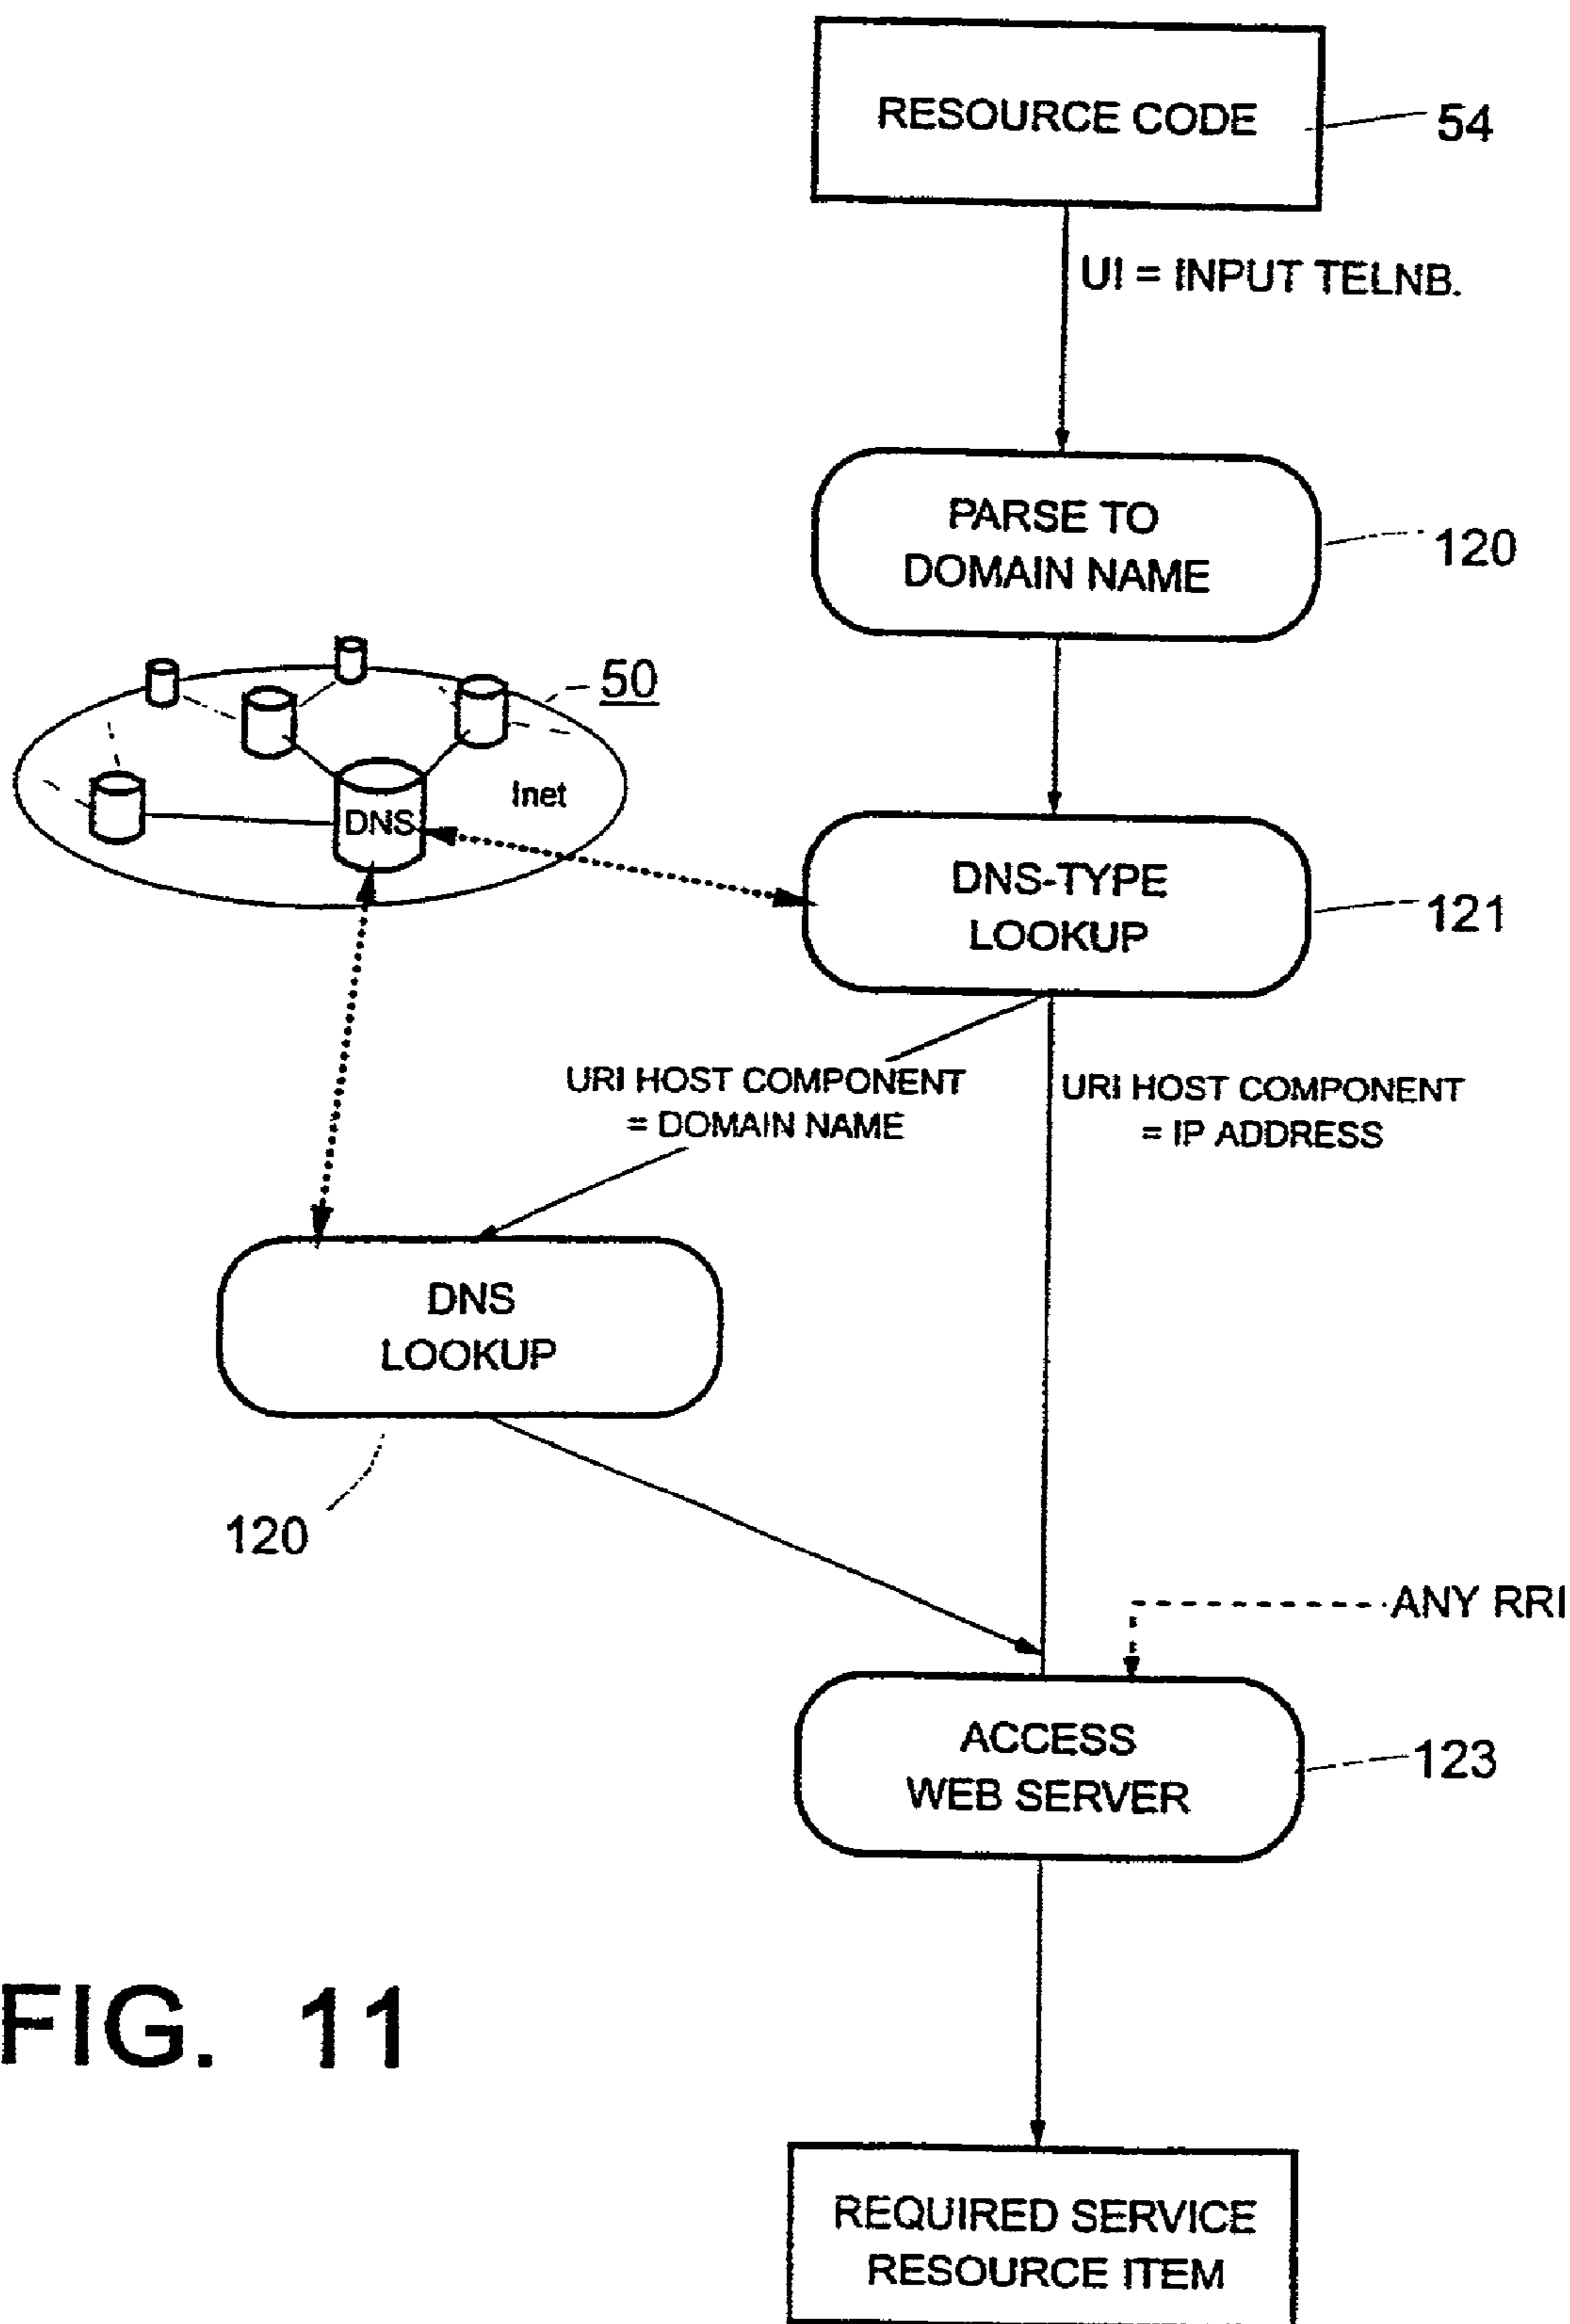 RESOURCE CODE
54
UI = INPUT TELNB.
PARSE TO
DOMAIN NAME
120
50
Inet
DNS
DNS-TYPE
LOOKUP
121
URI HOST COMPONENT
= DOMAIN NAME
URI HOST COMPONENT
= IP ADDRESS
DNS
LOOKUP
120
ANY RRI
ACCESS
WEB SERVER
123
FIG. 11
REQUIRED SERVICE
RESOURCE ITEM